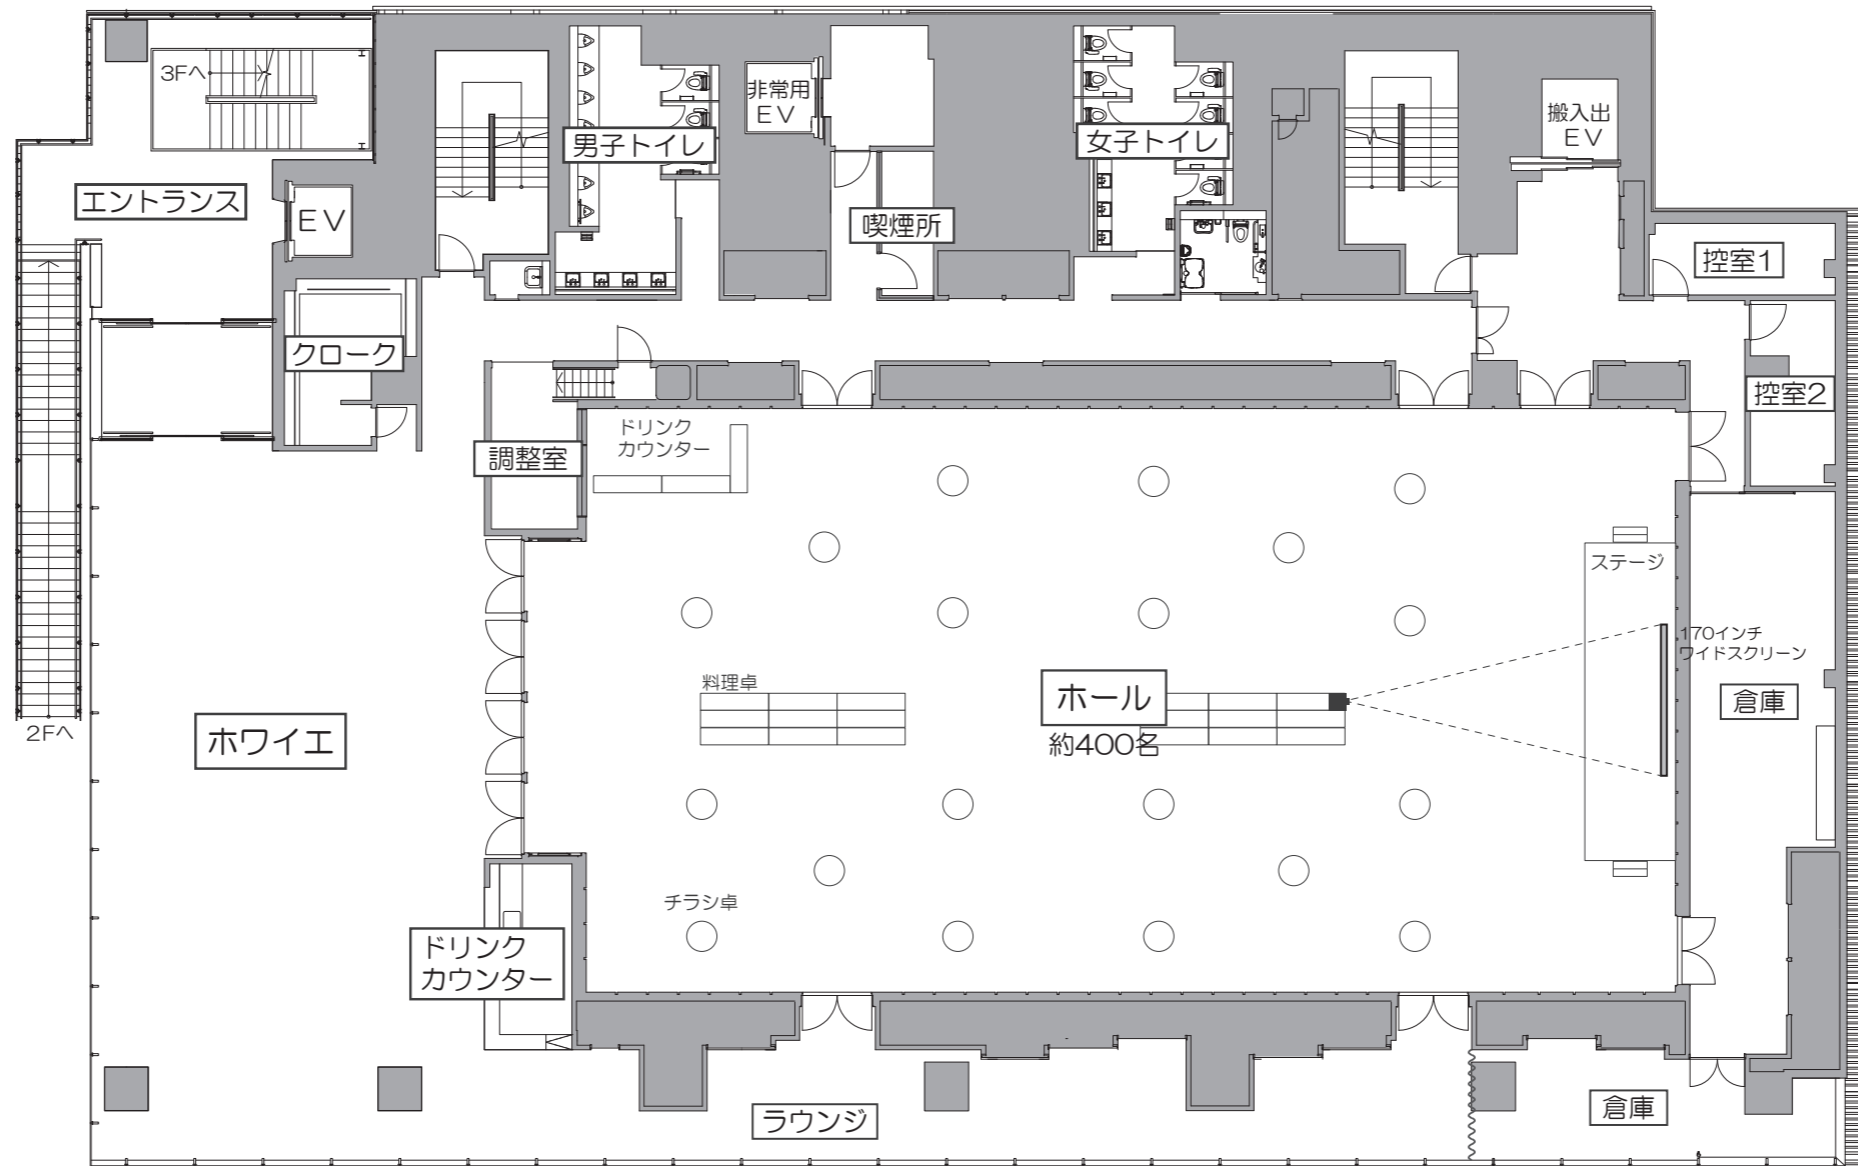 3Fへ
非常用
EV
搬入出
EV
男子トイレ
女子トイレ
エントランス
EV
喫煙所
控室1
クローク
控室2
ドリンク
カウンター
調整室
ステージ
170インチ
ワイドスクリーン
料理卓
ホール
約400名
倉庫
2Fへ
ホワイエ
チラシ卓
ドリンク
カウンター
ラウンジ
倉庫